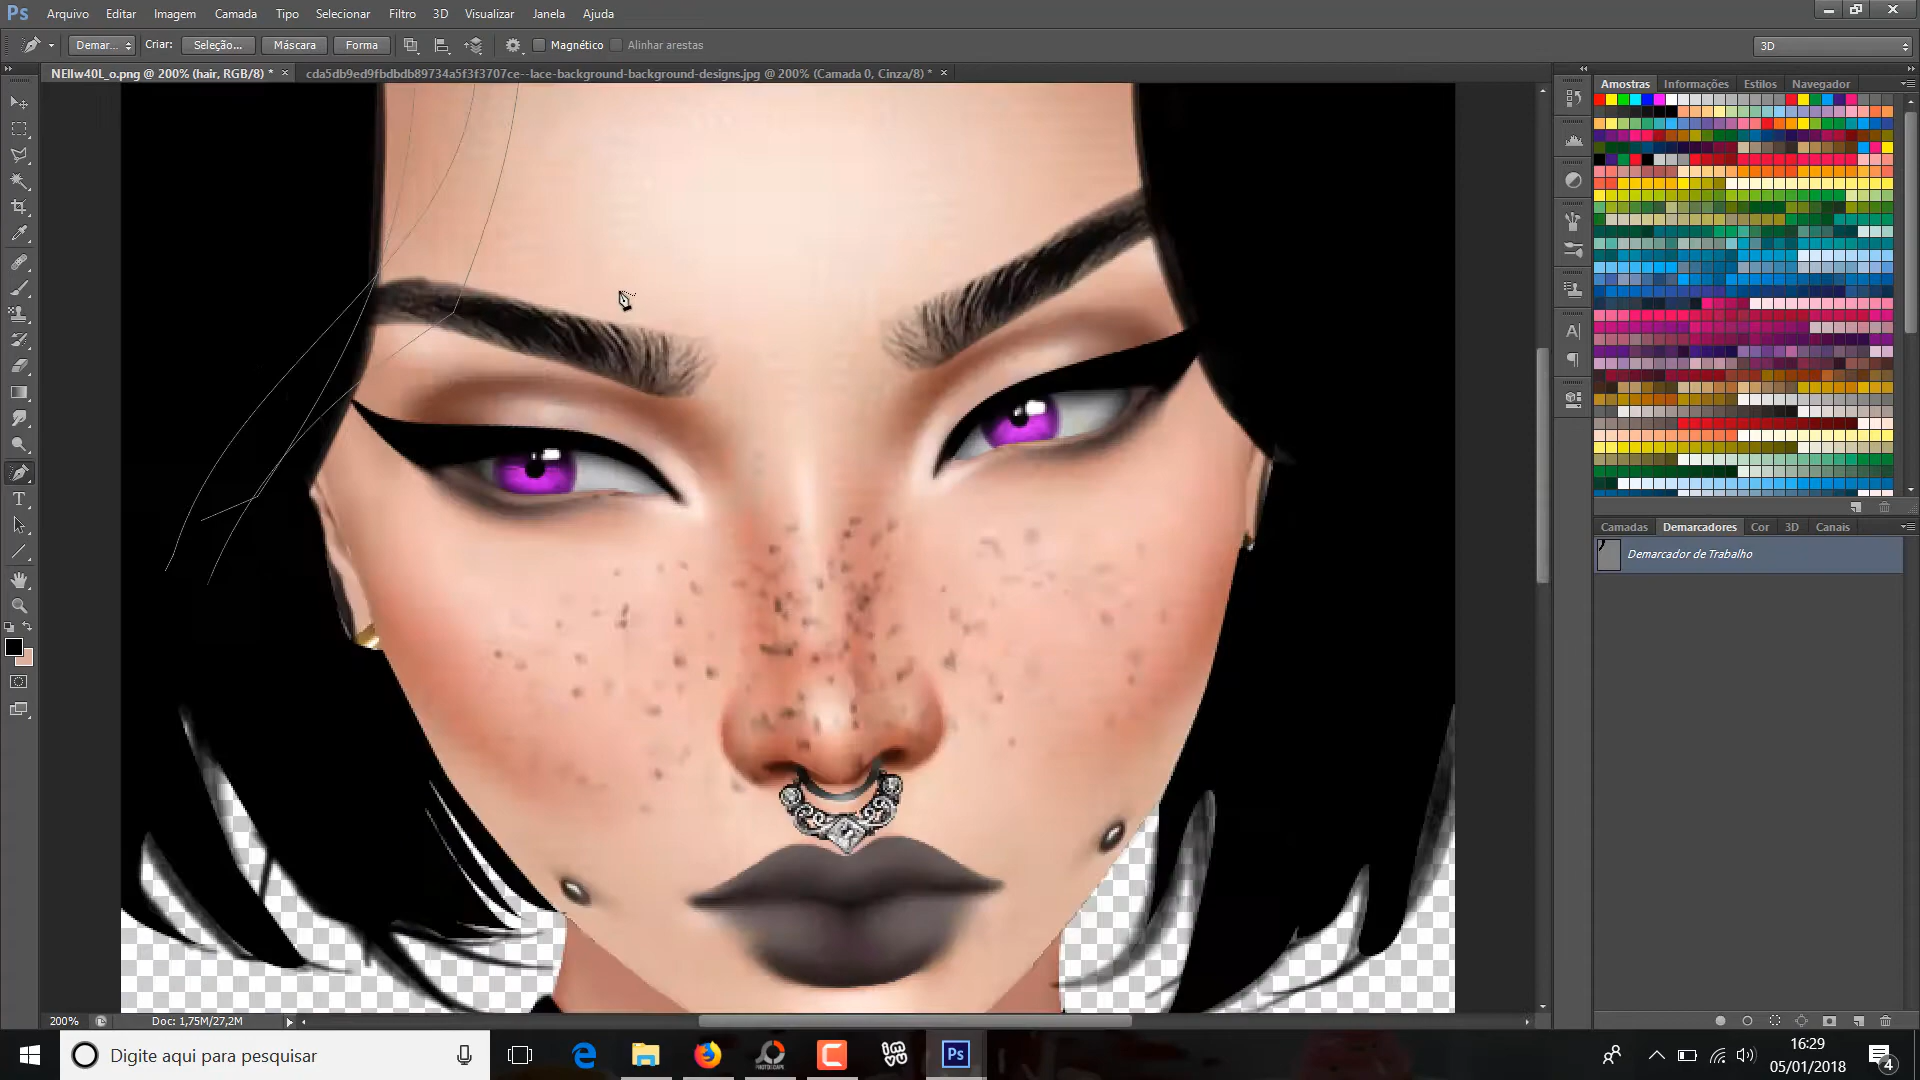 Ps Arquivo Editar Imagem Camada Tipo Selecionar Filtro 3D Visualizar Janela Ajuda
Demar... Criar: Seleção... Máscara Forma Magnético Alinhar arestas 3D
NEIlw40L_o.png @ 200% (hair, RGB/8) * cda5db9ed9fbdbdb89734a5f3f3707ce--lace-background-background-designs.jpg @ 200% (Camada 0, Cinza/8) *
Amostras Informações Estilos Navegador
Camadas Demarcadores Cor 3D Canais
Demarcador de Trabalho
200% Doc: 1,75M/27,2M
Digite aqui para pesquisar
Ps
16:29
05/01/2018
4